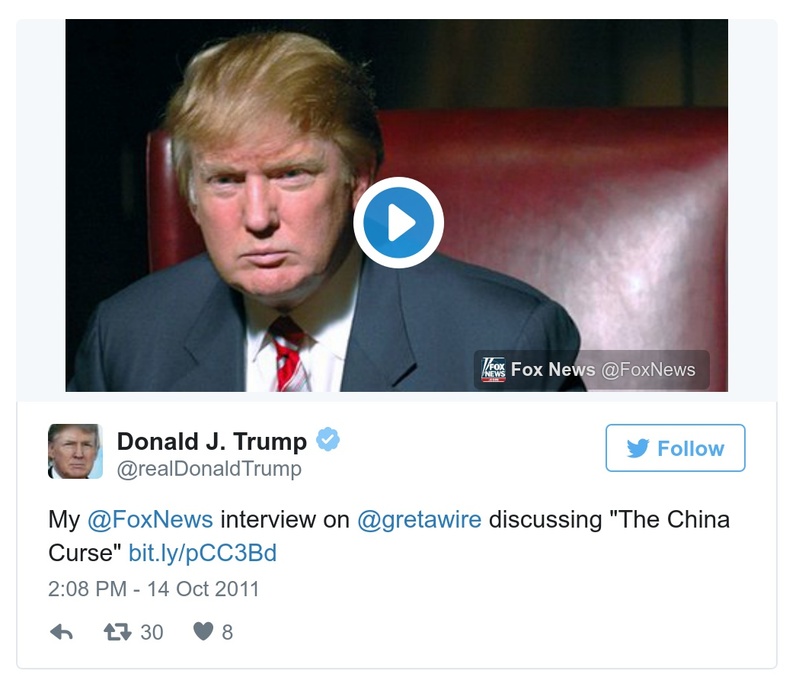 FOX
NEWS
Fox News @FoxNews
Donald J. Trump
@realDonaldTrump
Follow
My @FoxNews interview on @gretawire discussing "The China
Curse" bit.ly/pCC3Bd
2:08 PM - 14 Oct 2011
30 8